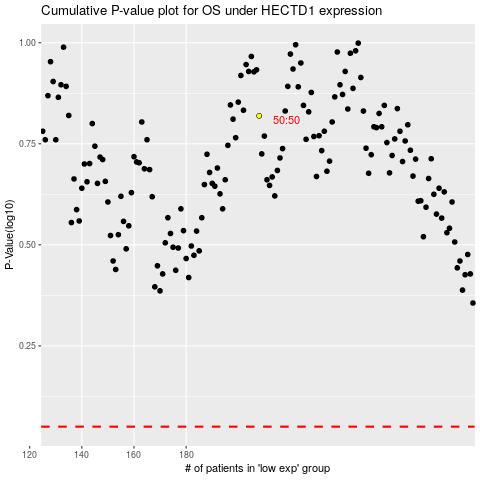 Cumulative P-value plot for OS under HECTD1 expression
P-Value(log10)
1.00
0.75
0.50
0.25
50:50
120 140 160 180
# of patients in 'low exp' group